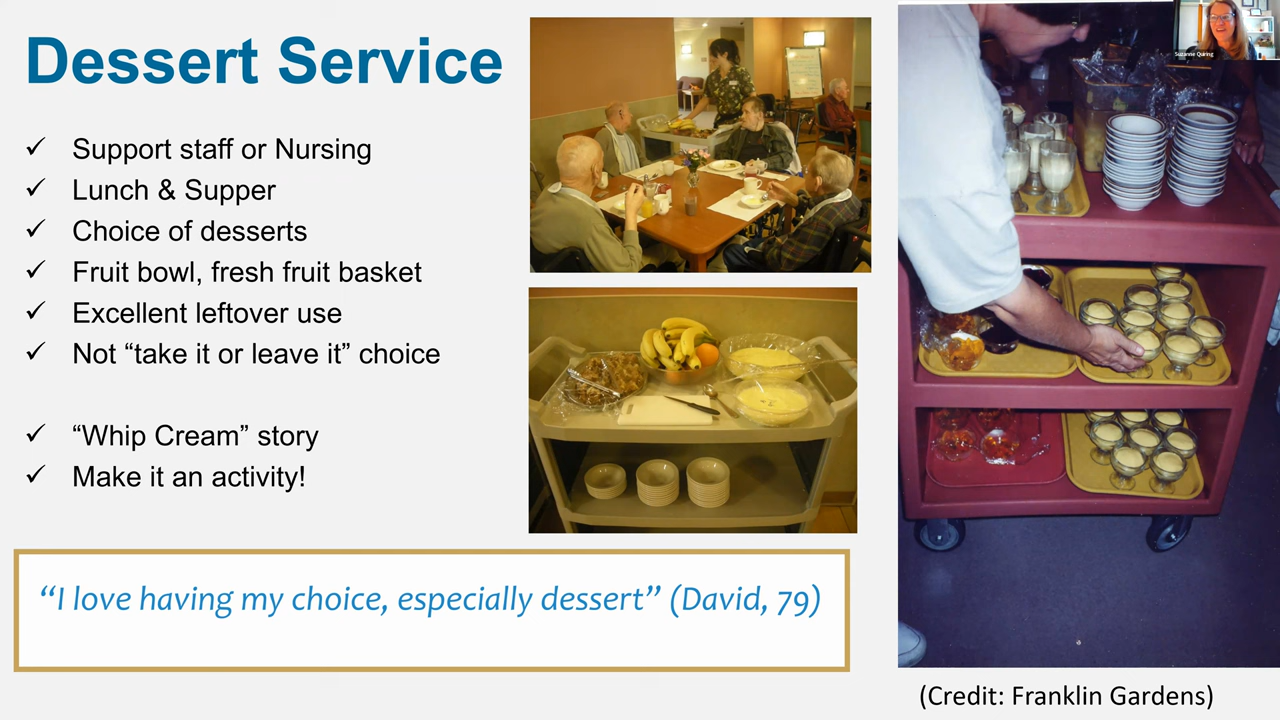 Dessert Service
✓ Support staff or Nursing
✓ Lunch & Supper
✓ Choice of desserts
✓ Fruit bowl, fresh fruit basket
✓ Excellent leftover use
✓ Not “take it or leave it” choice
✓ “Whip Cream” story
✓ Make it an activity!
“I love having my choice, especially dessert” (David, 79)
Suzanne Quiring
(Credit: Franklin Gardens)